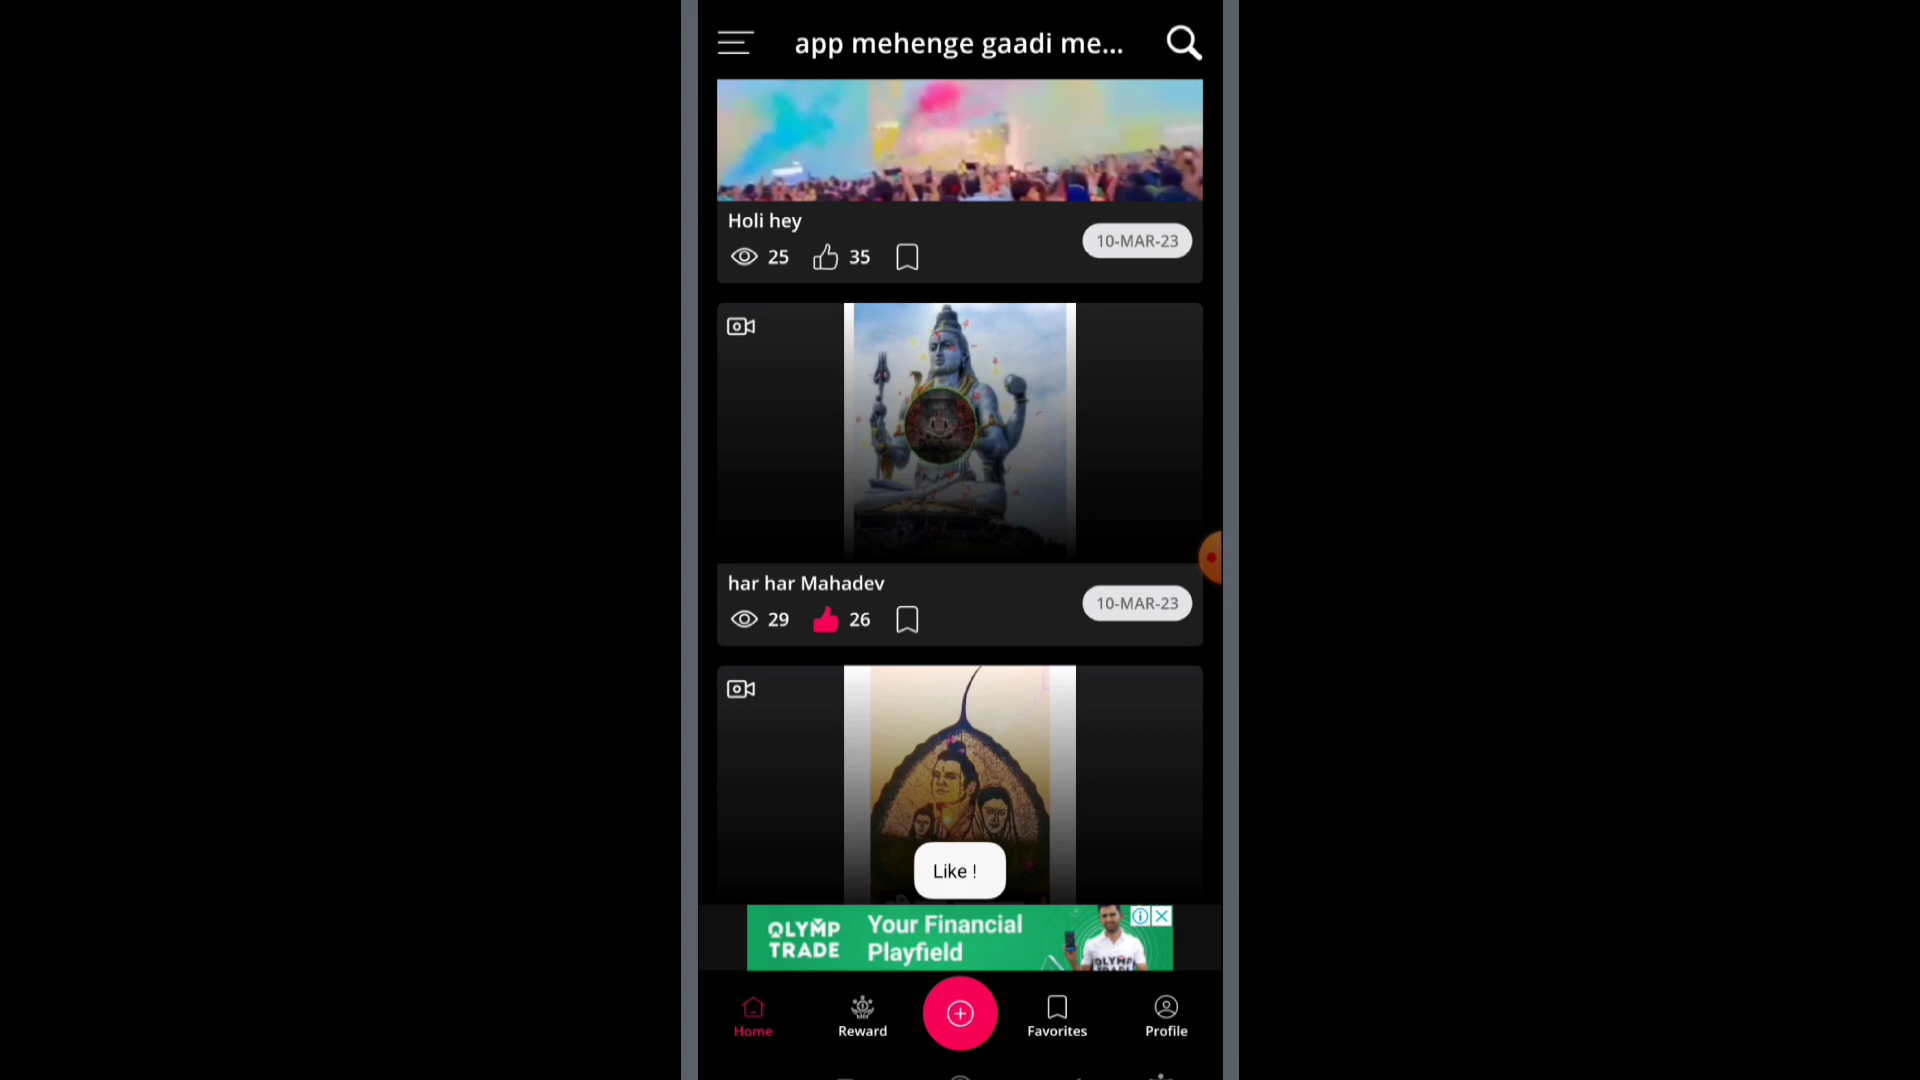 app mehenge gaadi me...
Holi hey
25 35
10-MAR-23
har har Mahadev
29 26
10-MAR-23
Like !
OLYMP TRADE
Your Financial
Playfield
OLYMP
Home Reward Favorites Profile